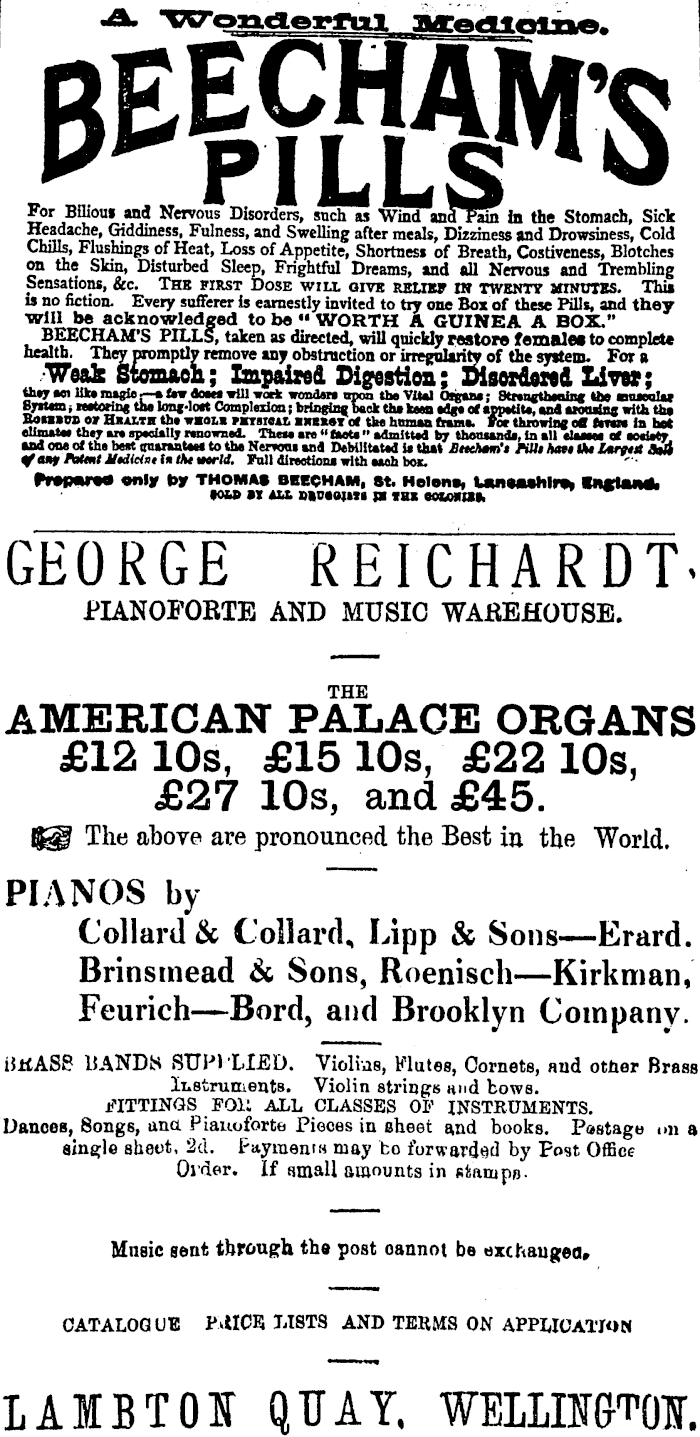 A Wonderful Medicine.
BEECHAM'S
PILLS
For Bilious and Nervous Disorders, such as Wind and Pain in the Stomach, Sick
Headache, Giddiness, Fulness, and Swelling after meals, Dizziness and Drowsiness, Cold
Chills, Flushings of Heat, Loss of Appetite, Shortness of Breath, Costiveness, Blotches
on the Skin, Disturbed Sleep, Frightful Dreams, and all Nervous and Trembling
Sensations, &c. THE FIRST DOSE WILL GIVE RELIEF IN TWENTY MINUTES. This
is no fiction. Every sufferer is earnestly invited to try one Box of these Pills, and they
will be acknowledged to be "WORTH A GUINEA A BOX."
BEECHAM'S PILLS, taken as directed, will quickly restore females to complete
health. They promptly remove any obstruction or irregularity of the system. For a
Weak Stomach; Impaired Digestion; Disordered Liver;
they act like magic:—a few doses will work wonders upon the Vital Organs; Strengthening the muscular
System; restoring the long-lost Complexion; bringing back the keen edge of appetite, and arousing with the
ROSEBUD OF HEALTH the WHOLE PHYSICAL ENERGY of the human frame. For throwing off fevers in hot
climates they are specially renowned. These are "facts" admitted by thousands, in all classes of society,
and one of the best guarantees to the Nervous and Debilitated is that Beecham's Pills have the Largest Sale
of any Patent Medicine in the world. Full directions with each box.
Prepared only by THOMAS BEECHAM, St. Helens, Lancashire, England.
SOLD BY ALL DRUGGISTS IN THE COLONIES.
GEORGE REICHARDT,
PIANOFORTE AND MUSIC WAREHOUSE.
THE
AMERICAN PALACE ORGANS
£12 10s, £15 10s, £22 10s,
£27 10s, and £45.
The above are pronounced the Best in the World.
PIANOS by
Collard & Collard, Lipp & Sons—Erard.
Brinsmead & Sons, Roenisch—Kirkman,
Feurich—Bord, and Brooklyn Company.
BRASS BANDS SUPPLIED. Violins, Flutes, Cornets, and other Brass
Instruments. Violin strings and bows.
FITTINGS FOR ALL CLASSES OF INSTRUMENTS.
Dances, Songs, and Pianoforte Pieces in sheet and books. Postage on a
single sheet, 2d. Payments may be forwarded by Post Office
Order. If small amounts in stamps.
Music sent through the post cannot be exchanged.
CATALOGUE PRICE LISTS AND TERMS ON APPLICATION
LAMBTON QUAY, WELLINGTON.